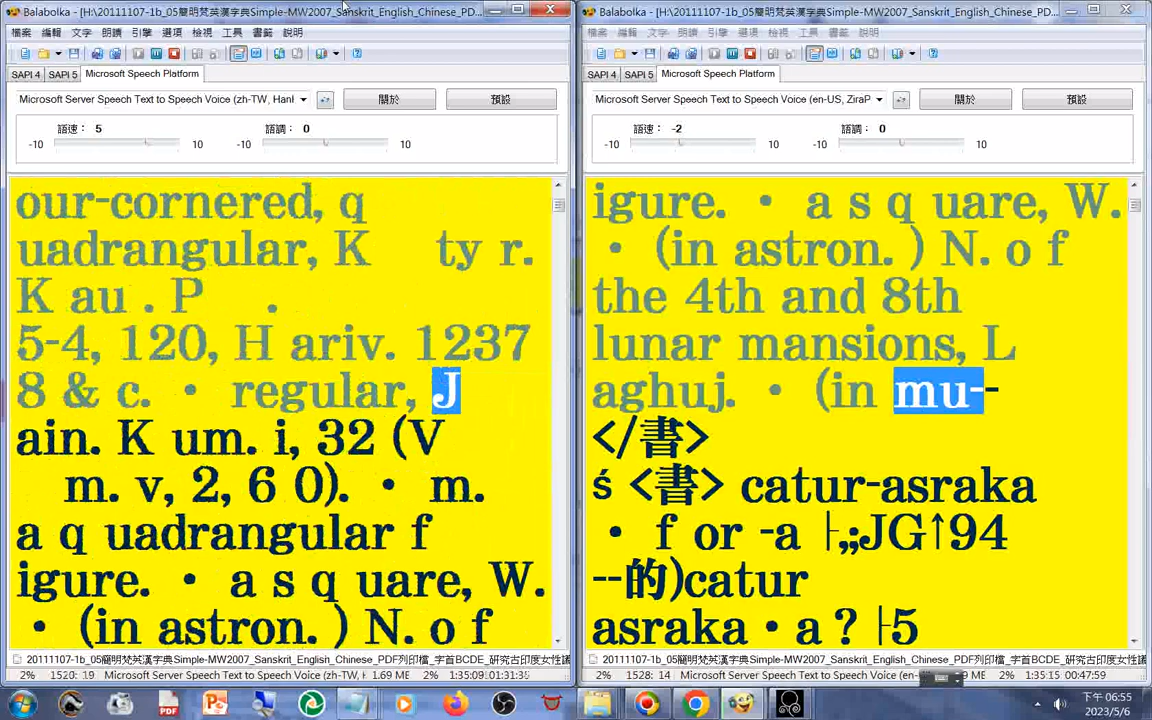 Balabolka - [H:\20111107-1b_05簡明梵英漢字典Simple-MW2007_Sanskrit_English_Chinese_PD...
檔案 編輯 文字 朗讀 引擎 選項 檢視 工具 書籤 說明
SAPI 4 SAPI 5 Microsoft Speech Platform
Microsoft Server Speech Text to Speech Voice (zh-TW, HanI
關於
預設
語速： 5 語調： 0
-10 10 -10 10
our-cornered, q
uadrangular, K ty r.
K au . P .
5-4, 120, H ariv. 1237
8 & c. • regular, J
ain. K um. i, 32 (V
m. v, 2, 6 0). • m.
a q uadrangular f
igure. • a s q uare, W.
• (in astron. ) N. o f
20111107-1b_05簡明梵英漢字典Simple-MW2007_Sanskrit_English_Chinese_PDF列印檔_字首BCDE_研究古印度女性議
2% 1520: 19 Microsoft Server Speech Text to Speech Voice (zh-TW, H 1.69 MB 2% 1:35:09\01:31:35
Balabolka - [H:\20111107-1b_05簡明梵英漢字典Simple-MW2007_Sanskrit_English_Chinese_PD...
檔案 編輯 文字 朗讀 引擎 選項 檢視 工具 書籤 說明
SAPI 4 SAPI 5 Microsoft Speech Platform
Microsoft Server Speech Text to Speech Voice (en-US, ZiraP
關於
預設
語速： -2 語調： 0
-10 10 -10 10
igure. • a s q uare, W.
• (in astron. ) N. o f
the 4th and 8th
lunar mansions, L
aghuj. • (in mu--
</書>
ś <書> catur-asraka
• f or -a ├,,;JG↑94
--的)catur
asraka • a？├5
20111107-1b_05簡明梵英漢字典Simple-MW2007_Sanskrit_English_Chinese_PDF列印檔_字首BCDE_研究古印度女性議
2% 1528: 14 Microsoft Server Speech Text to Speech Voice (en-US, 9 MB 2% 1:35:15 00:47:59
PDF
下午 06:55
2023/5/6